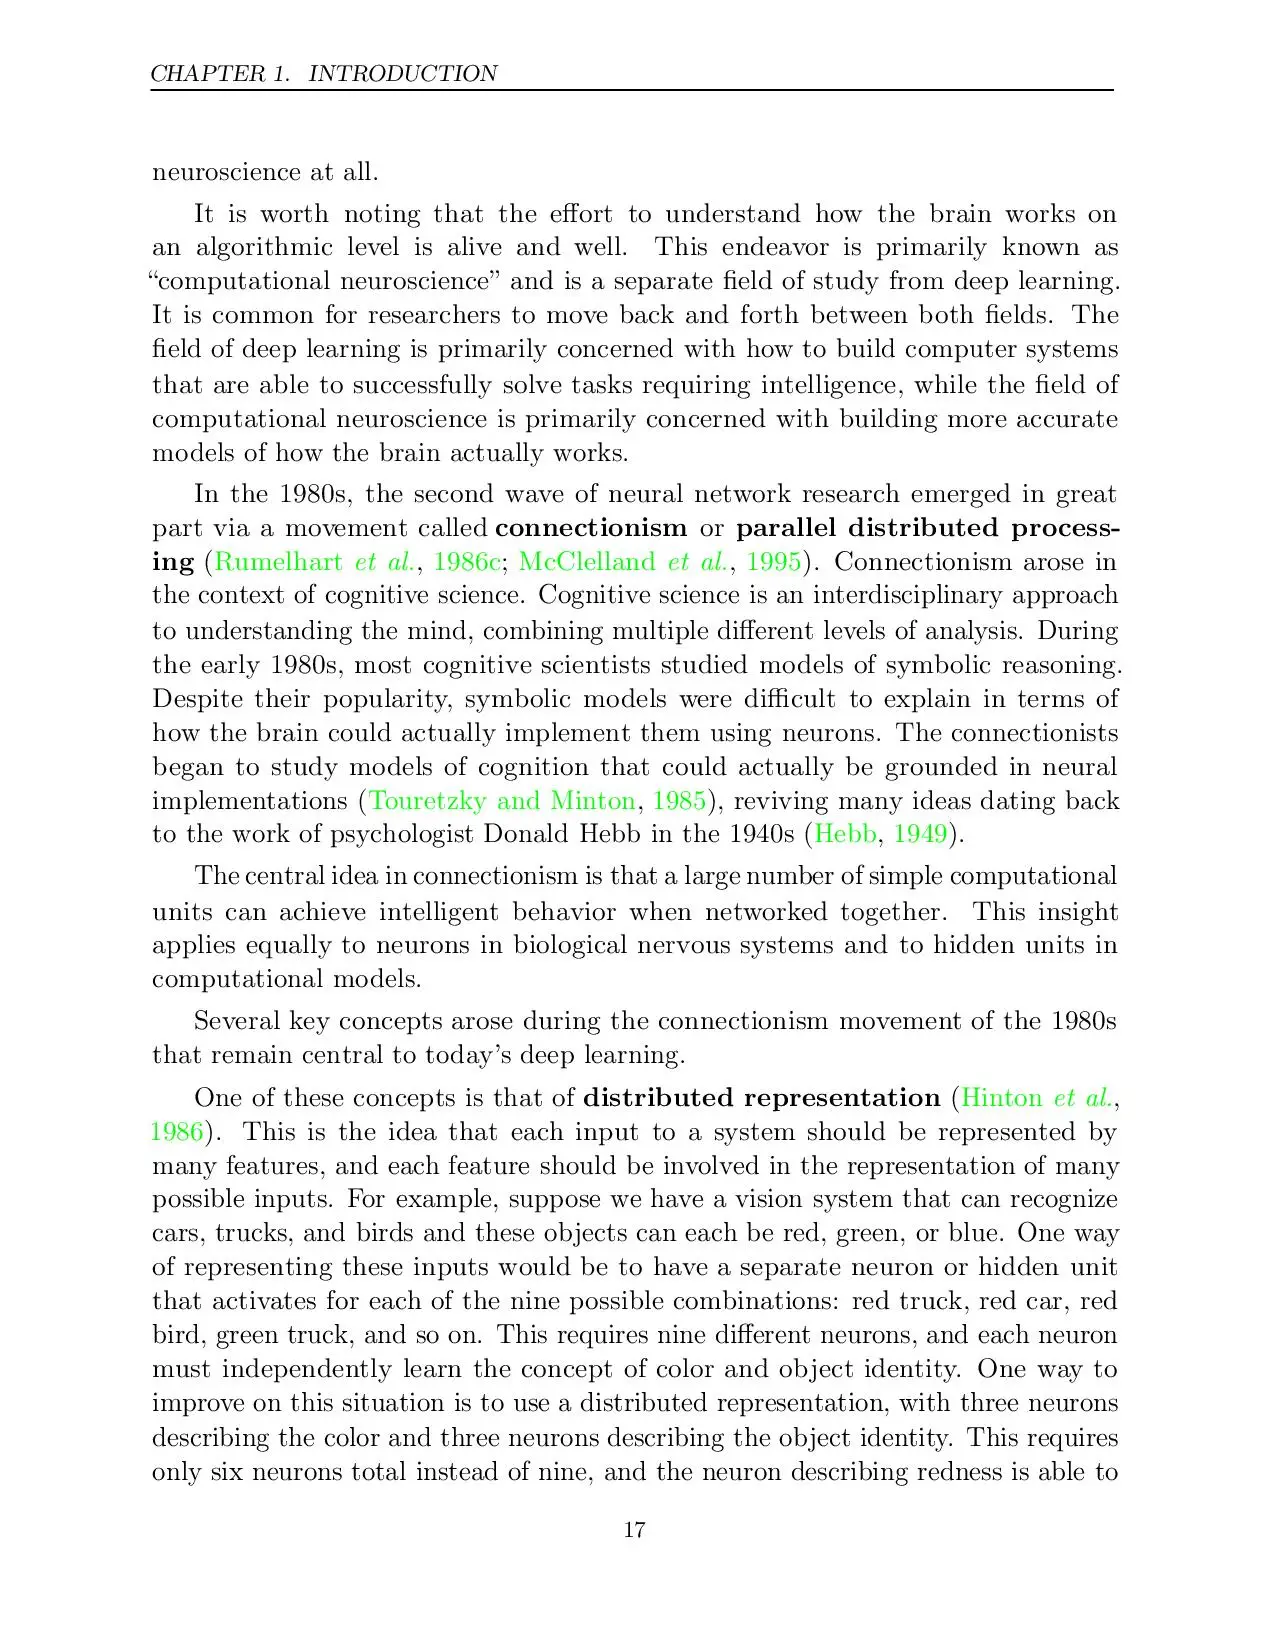 CHAPTER 1. INTRODUCTION
neuroscience at all.
It is worth noting that the effort to understand how the brain works on
an algorithmic level is alive and well. This endeavor is primarily known as
“computational neuroscience” and is a separate field of study from deep learning.
It is common for researchers to move back and forth between both fields. The
field of deep learning is primarily concerned with how to build computer systems
that are able to successfully solve tasks requiring intelligence, while the field of
computational neuroscience is primarily concerned with building more accurate
models of how the brain actually works.
In the 1980s, the second wave of neural network research emerged in great
part via a movement called connectionism or parallel distributed process-
ing (Rumelhart et al., 1986c; McClelland et al., 1995). Connectionism arose in
the context of cognitive science. Cognitive science is an interdisciplinary approach
to understanding the mind, combining multiple different levels of analysis. During
the early 1980s, most cognitive scientists studied models of symbolic reasoning.
Despite their popularity, symbolic models were difficult to explain in terms of
how the brain could actually implement them using neurons. The connectionists
began to study models of cognition that could actually be grounded in neural
implementations (Touretzky and Minton, 1985), reviving many ideas dating back
to the work of psychologist Donald Hebb in the 1940s (Hebb, 1949).
The central idea in connectionism is that a large number of simple computational
units can achieve intelligent behavior when networked together. This insight
applies equally to neurons in biological nervous systems and to hidden units in
computational models.
Several key concepts arose during the connectionism movement of the 1980s
that remain central to today’s deep learning.
One of these concepts is that of distributed representation (Hinton et al.,
1986). This is the idea that each input to a system should be represented by
many features, and each feature should be involved in the representation of many
possible inputs. For example, suppose we have a vision system that can recognize
cars, trucks, and birds and these objects can each be red, green, or blue. One way
of representing these inputs would be to have a separate neuron or hidden unit
that activates for each of the nine possible combinations: red truck, red car, red
bird, green truck, and so on. This requires nine different neurons, and each neuron
must independently learn the concept of color and object identity. One way to
improve on this situation is to use a distributed representation, with three neurons
describing the color and three neurons describing the object identity. This requires
only six neurons total instead of nine, and the neuron describing redness is able to
17